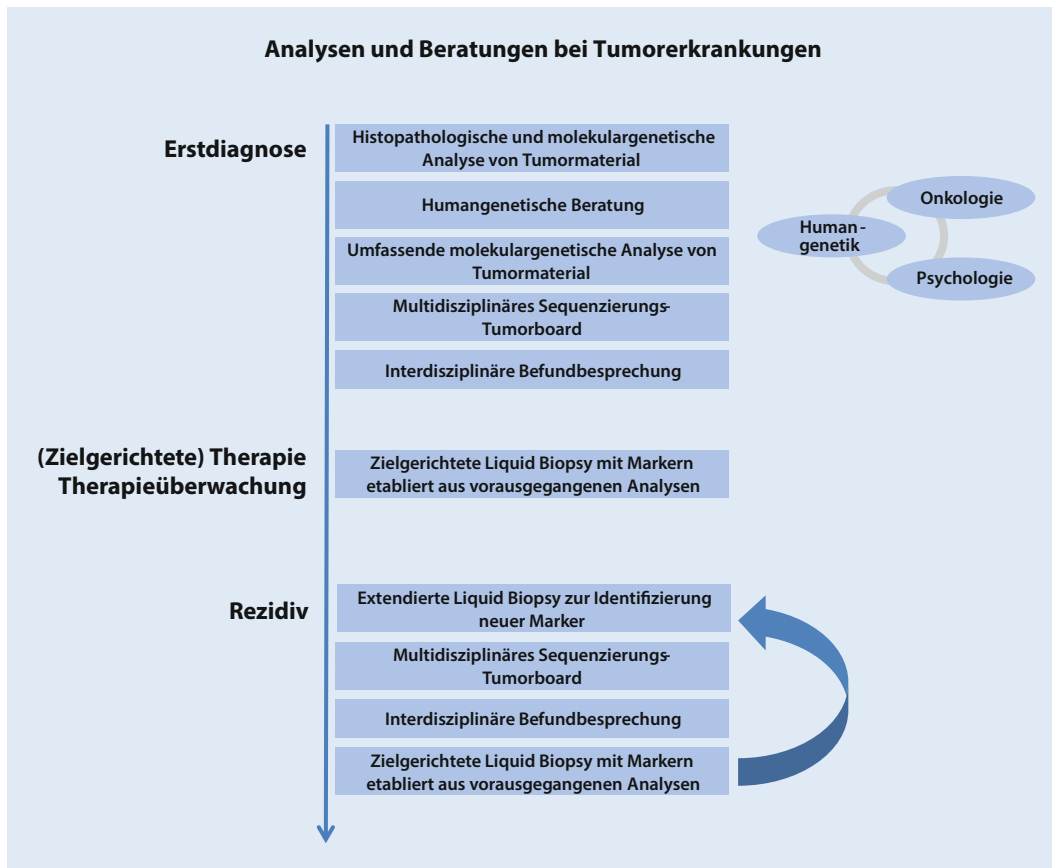 Analysen und Beratungen bei Tumorerkrankungen
Erstdiagnose
Histopathologische und molekulargenetische
Analyse von Tumormaterial
Humangenetische Beratung
Umfassende molekulargenetische Analyse von
Tumormaterial
Multidisziplinäres Sequenzierungs-
Tumorboard
Interdisziplinäre Befundbesprechung
Onkologie
Human-
genetik
Psychologie
(Zielgerichtete) Therapie
Therapieüberwachung
Zielgerichtete Liquid Biopsy mit Markern
etabliert aus vorausgegangenen Analysen
Rezidiv
Extendierte Liquid Biopsy zur Identifizierung
neuer Marker
Multidisziplinäres Sequenzierungs-
Tumorboard
Interdisziplinäre Befundbesprechung
Zielgerichtete Liquid Biopsy mit Markern
etabliert aus vorausgegangenen Analysen